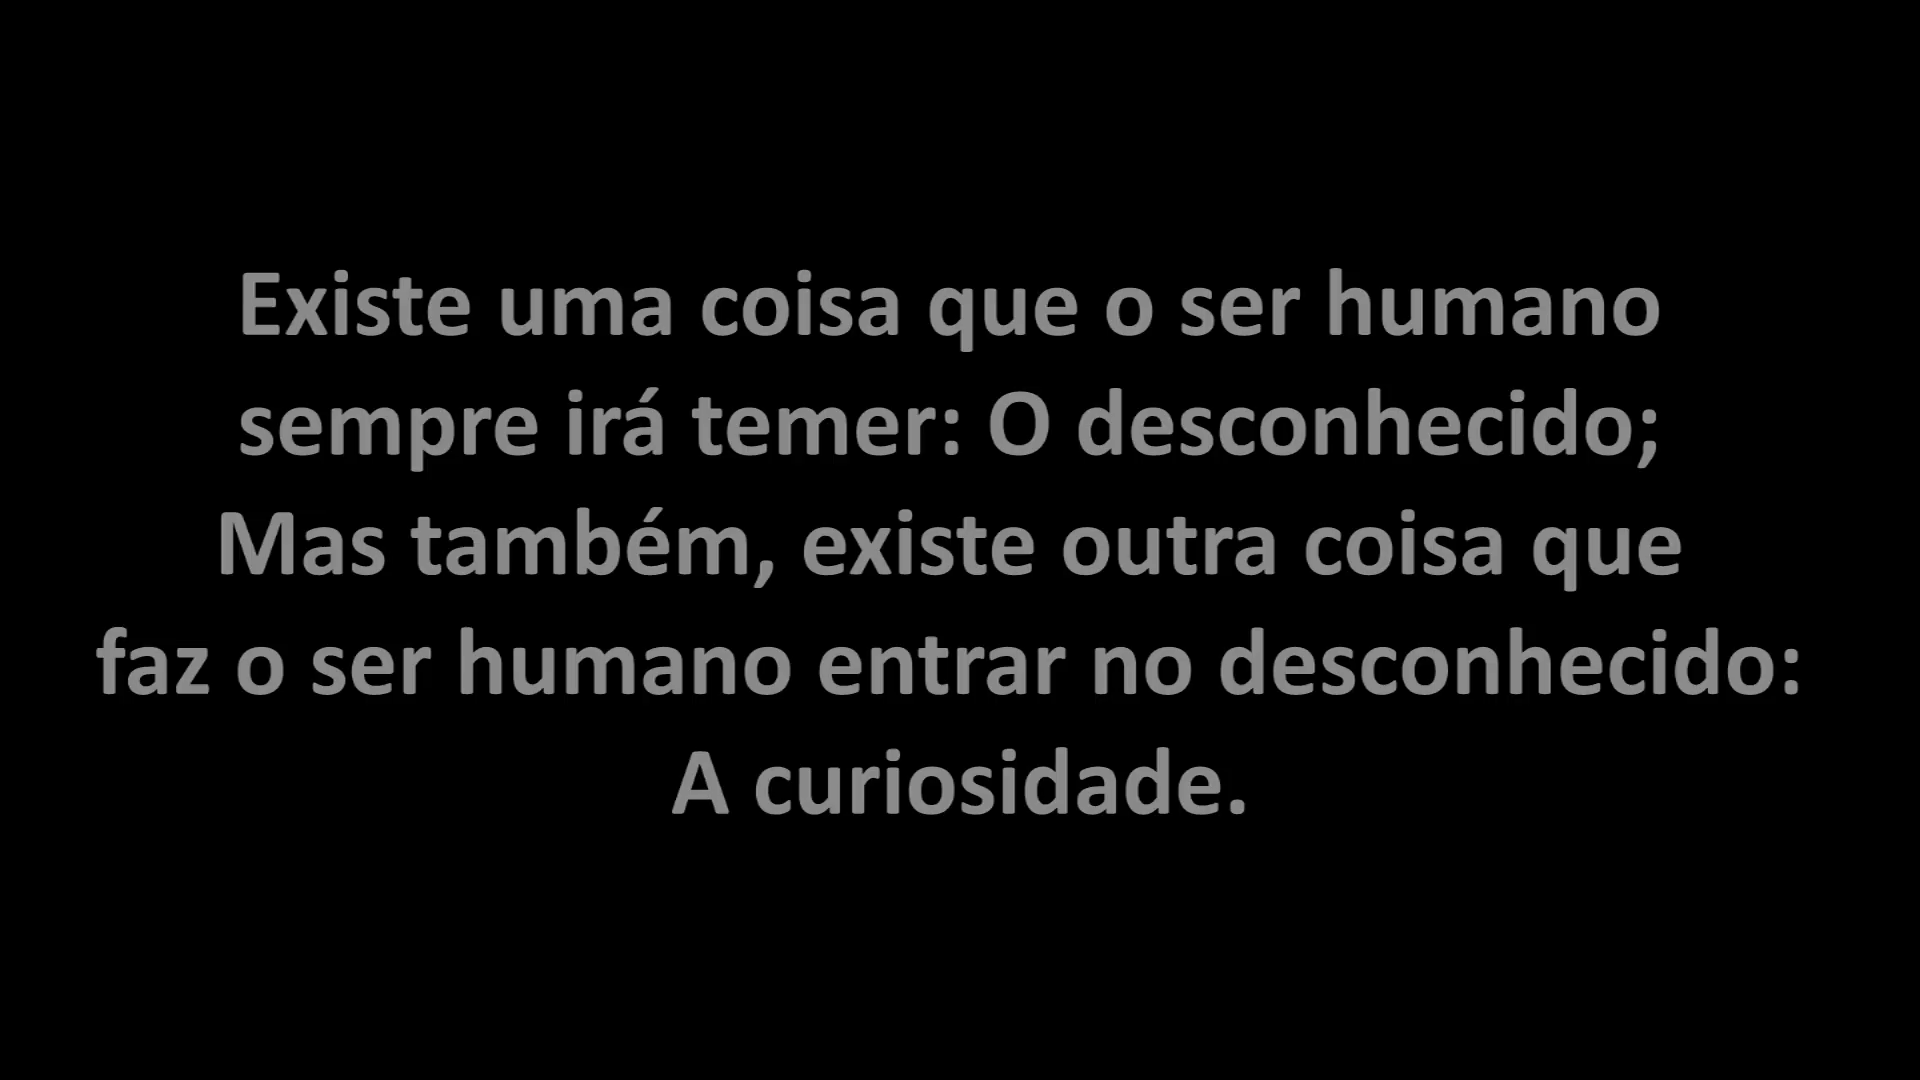 Existe uma coisa que o ser humano
sempre irá temer: O desconhecido;
Mas também, existe outra coisa que
faz o ser humano entrar no desconhecido:
A curiosidade.